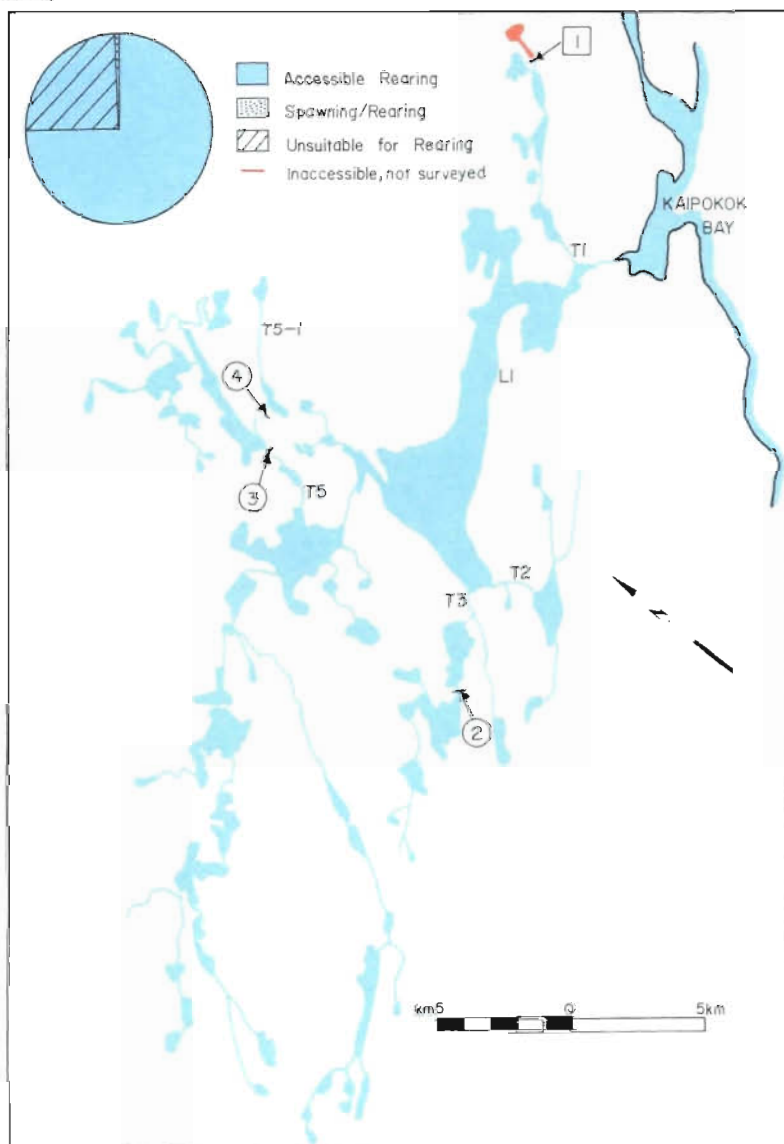 Accessible Rearing
Spawning/Rearing
Unsuitable for Rearing
Inaccessible, not surveyed
1
KAIPOKOK
BAY
T1
T5-1
L1
4
3
T5
T2
T3
N
2
km5 0 5km